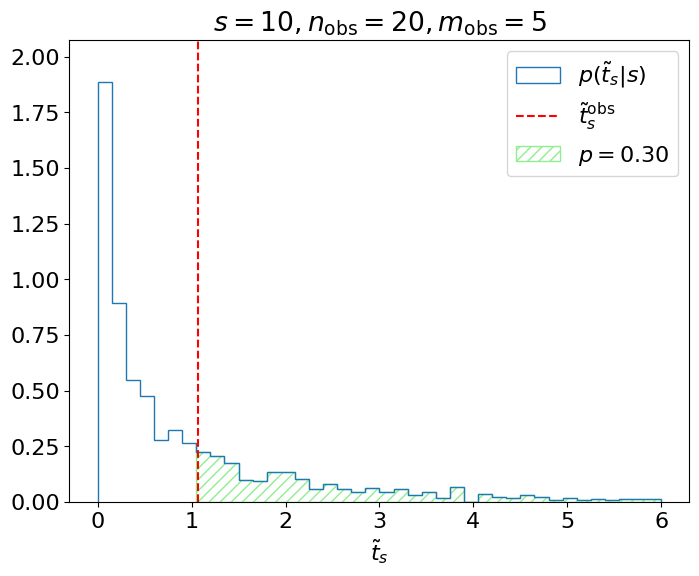 s = 10, n_obs = 20, m_obs = 5
2.00
1.75
1.50
1.25
1.00
0.75
0.50
0.25
0.00
p(t̃_s|s)
t̃_s^obs
p = 0.30
0 1 2 3 4 5 6
t̃_s